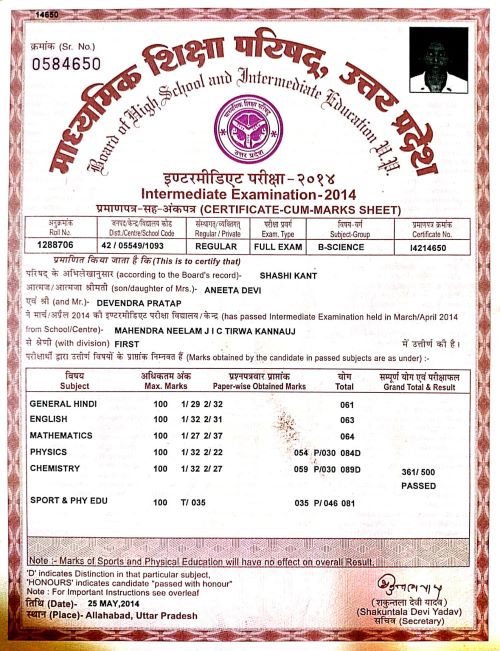 14650
क्रमांक (Sr. No.)
0584650
माध्यमिक शिक्षा परिषद्, उत्तर प्रदेश
Board of High School and Intermediate Education U.P.
माध्यमिक शिक्षा परिषद्
उत्तर प्रदेश
इण्टरमीडिएट परीक्षा-२०१४
Intermediate Examination-2014
प्रमाणपत्र-सह-अंकपत्र (CERTIFICATE-CUM-MARKS SHEET)
अनुक्रमांक जनपद/केन्द्र/विद्यालय कोड संस्थागत/व्यक्तिगत परीक्षा प्रवर्ग विषय-वर्ग प्रमाणपत्र क्रमांक
Roll No. Dist./Centre/School Code Regular / Private Exam. Type Subject-Group Certificate No.
1288706 42 / 05549/1093 REGULAR FULL EXAM B-SCIENCE I4214650
प्रमाणित किया जाता है कि (This is to certify that)
परिषद् के अभिलेखानुसार (according to the Board's record)- SHASHI KANT
आत्मज/आत्मजा श्रीमती (son/daughter of Mrs.)- ANEETA DEVI
एवं श्री (and Mr.)- DEVENDRA PRATAP
ने मार्च/अप्रैल 2014 की इण्टरमीडिएट परीक्षा विद्यालय/केन्द्र (has passed Intermediate Examination held in March/April 2014
from School/Centre)- MAHENDRA NEELAM J I C TIRWA KANNAUJ
से श्रेणी (with division) FIRST में उत्तीर्ण की है।
परीक्षार्थी द्वारा उत्तीर्ण विषयों के प्राप्तांक निम्नवत हैं (Marks obtained by the candidate in passed subjects are as under) :-
विषय अधिकतम अंक प्रश्नपत्रवार प्राप्तांक योग सम्पूर्ण योग एवं परीक्षाफल
Subject Max. Marks Paper-wise Obtained Marks Total Grand Total & Result
GENERAL HINDI 100 1/ 29 2/ 32 061
ENGLISH 100 1/ 32 2/ 31 063
MATHEMATICS 100 1/ 27 2/ 37 064
PHYSICS 100 1/ 32 2/ 22 054 P/030 084D
CHEMISTRY 100 1/ 32 2/ 27 059 P/030 089D
361/ 500
PASSED
SPORT & PHY EDU 100 T/ 035 035 P/ 046 081
Note :- Marks of Sports and Physical Education will have no effect on overall Result.
'D' indicates Distinction in that particular subject,
'HONOURS' indicates candidate "passed with honour"
Note : For Important Instructions see overleaf
तिथि (Date)- 25 MAY,2014
स्थान (Place)- Allahabad, Uttar Pradesh
(शकुन्तला देवी यादव)
(Shakuntala Devi Yadav)
सचिव (Secretary)